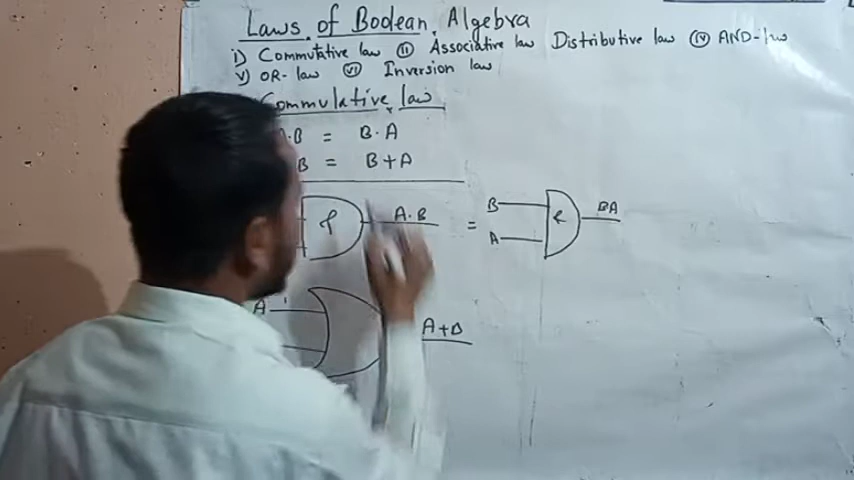 Laws of Boolean Algebra
i) Commutative law (ii) Associative law Distributive law (iv) AND-law
v) OR-law (vi) Inversion law
Commulative law
A.B = B.A
B = B+A
A.B = B A & BA
A A+B